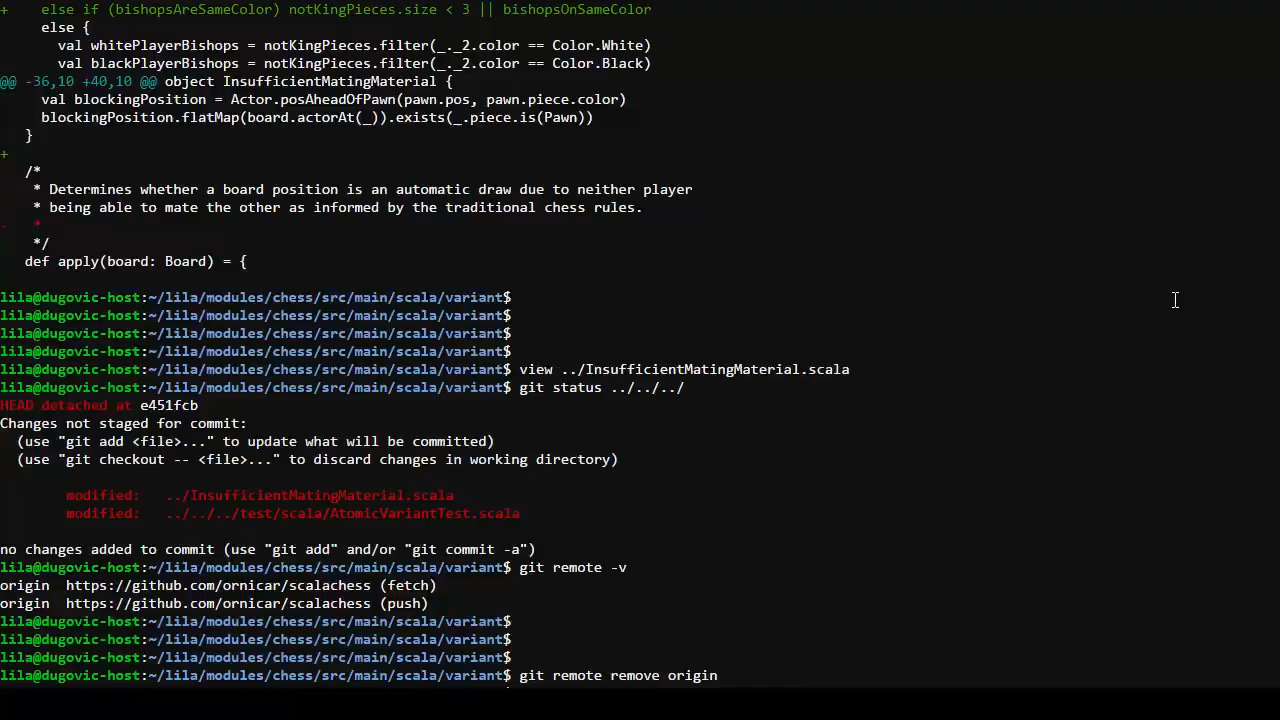 +    else if (bishopsAreSameColor) notKingPieces.size < 3 || bishopsOnSameColor
     else {
       val whitePlayerBishops = notKingPieces.filter(_._2.color == Color.White)
       val blackPlayerBishops = notKingPieces.filter(_._2.color == Color.Black)
@@ -36,10 +40,10 @@ object InsufficientMatingMaterial {
     val blockingPosition = Actor.posAheadOfPawn(pawn.pos, pawn.piece.color)
     blockingPosition.flatMap(board.actorAt(_)).exists(_.piece.is(Pawn))
   }
+
   /*
    * Determines whether a board position is an automatic draw due to neither player
    * being able to mate the other as informed by the traditional chess rules.
-   *
    */
   def apply(board: Board) = {
lila@dugovic-host:~/lila/modules/chess/src/main/scala/variant$
lila@dugovic-host:~/lila/modules/chess/src/main/scala/variant$
lila@dugovic-host:~/lila/modules/chess/src/main/scala/variant$
lila@dugovic-host:~/lila/modules/chess/src/main/scala/variant$
lila@dugovic-host:~/lila/modules/chess/src/main/scala/variant$ view ../InsufficientMatingMaterial.scala
lila@dugovic-host:~/lila/modules/chess/src/main/scala/variant$ git status ../../../
HEAD detached at e451fcb
Changes not staged for commit:
  (use "git add <file>..." to update what will be committed)
  (use "git checkout -- <file>..." to discard changes in working directory)
        modified:   ../InsufficientMatingMaterial.scala
        modified:   ../../../test/scala/AtomicVariantTest.scala
no changes added to commit (use "git add" and/or "git commit -a")
lila@dugovic-host:~/lila/modules/chess/src/main/scala/variant$ git remote -v
origin  https://github.com/ornicar/scalachess (fetch)
origin  https://github.com/ornicar/scalachess (push)
lila@dugovic-host:~/lila/modules/chess/src/main/scala/variant$
lila@dugovic-host:~/lila/modules/chess/src/main/scala/variant$
lila@dugovic-host:~/lila/modules/chess/src/main/scala/variant$
lila@dugovic-host:~/lila/modules/chess/src/main/scala/variant$ git remote remove origin